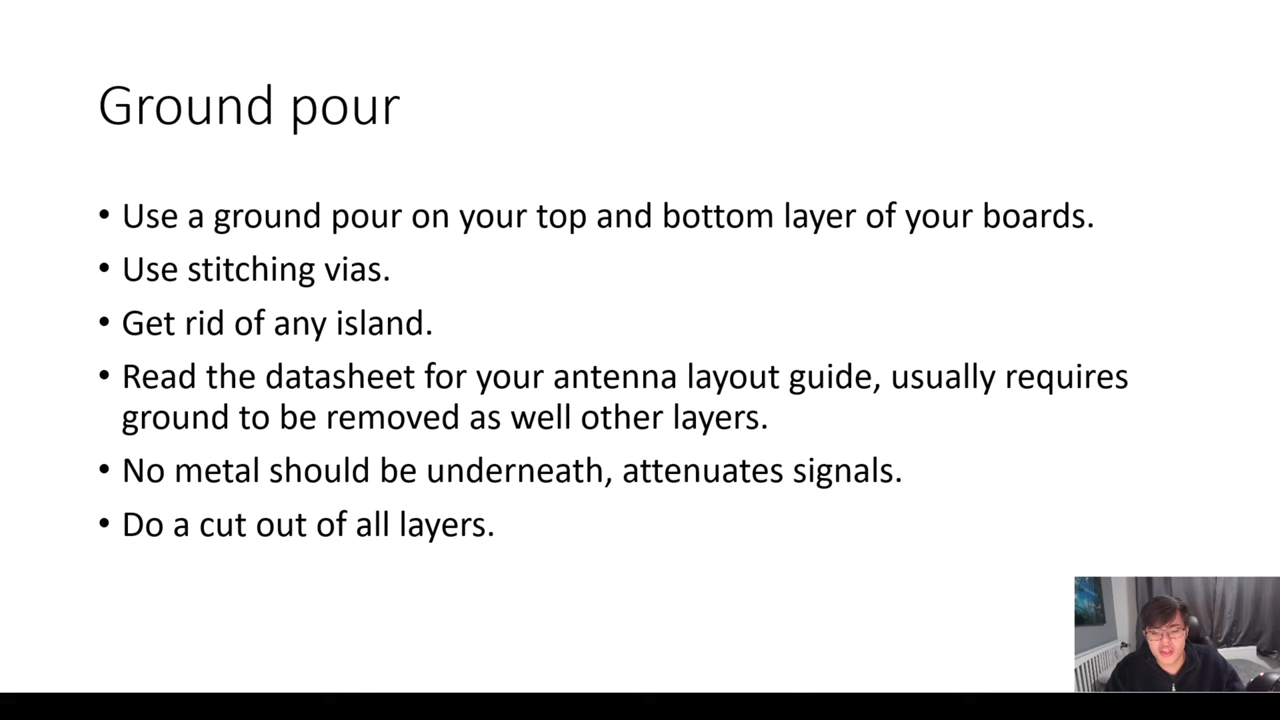 Ground pour
• Use a ground pour on your top and bottom layer of your boards.
• Use stitching vias.
• Get rid of any island.
• Read the datasheet for your antenna layout guide, usually requires
ground to be removed as well other layers.
• No metal should be underneath, attenuates signals.
• Do a cut out of all layers.